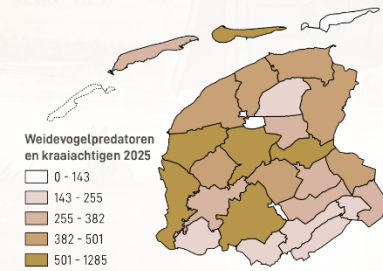 Weidevogelpredatoren
en kraaiachtigen 2025
0 - 143
143 - 255
255 - 382
382 - 501
501 - 1285